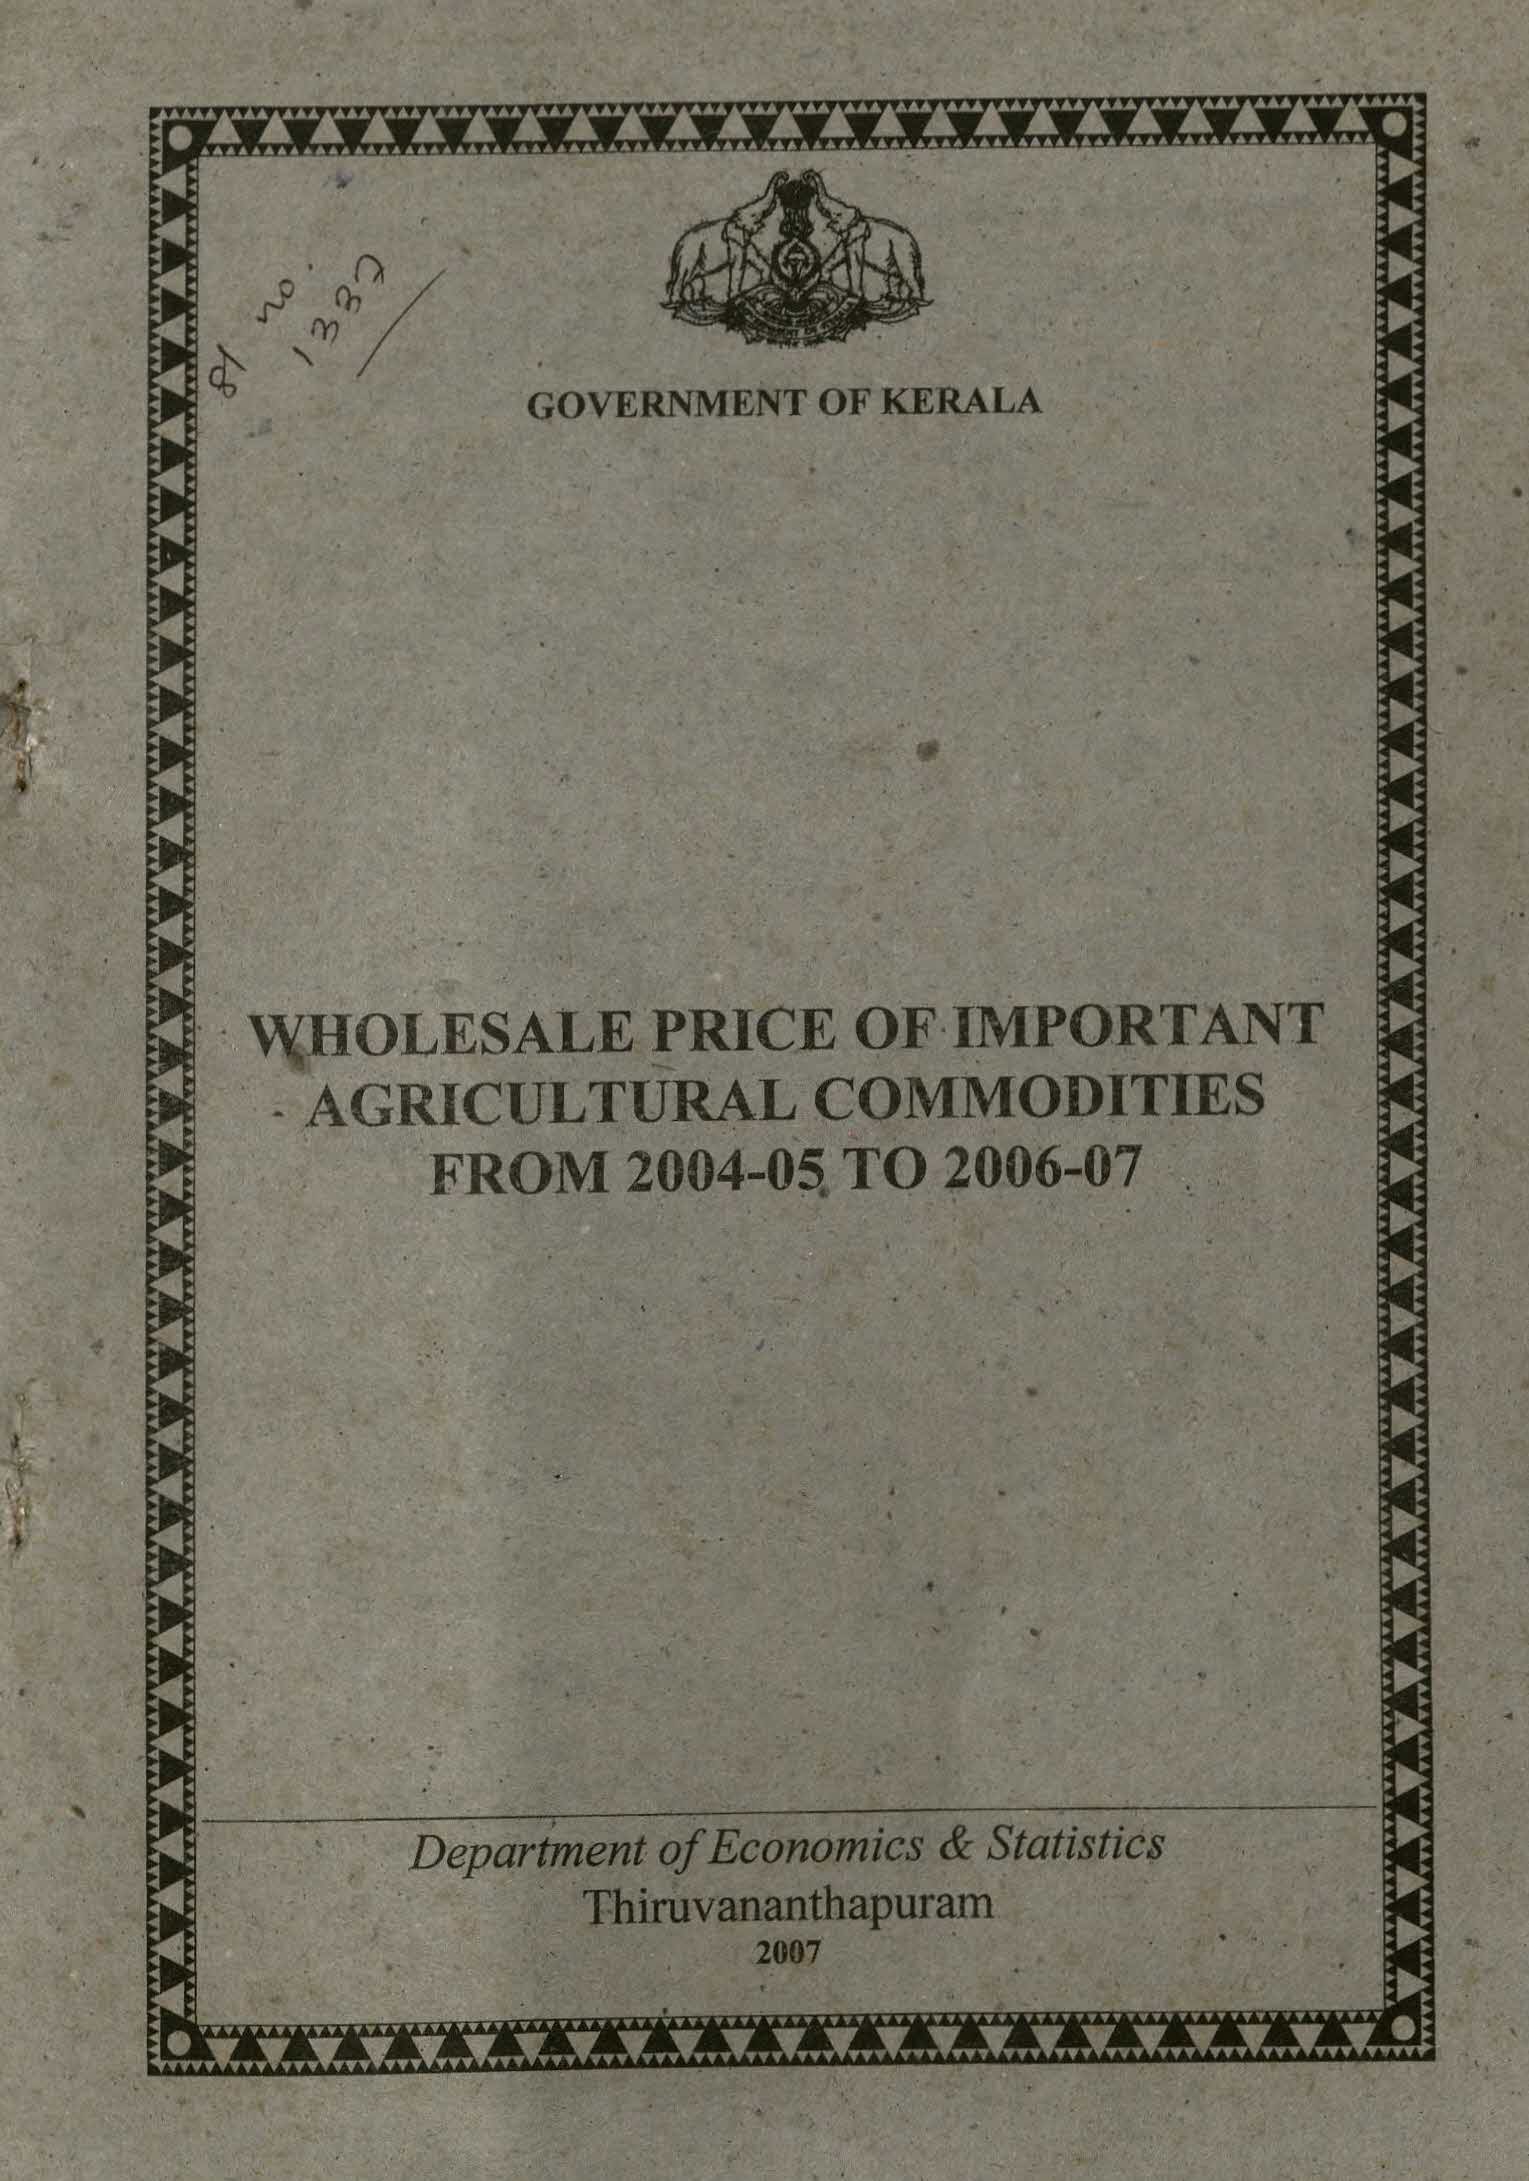 81 no.
1332
GOVERNMENT OF KERALA
WHOLESALE PRICE OF IMPORTANT
AGRICULTURAL COMMODITIES
FROM 2004-05 TO 2006-07
Department of Economics & Statistics
Thiruvananthapuram
2007